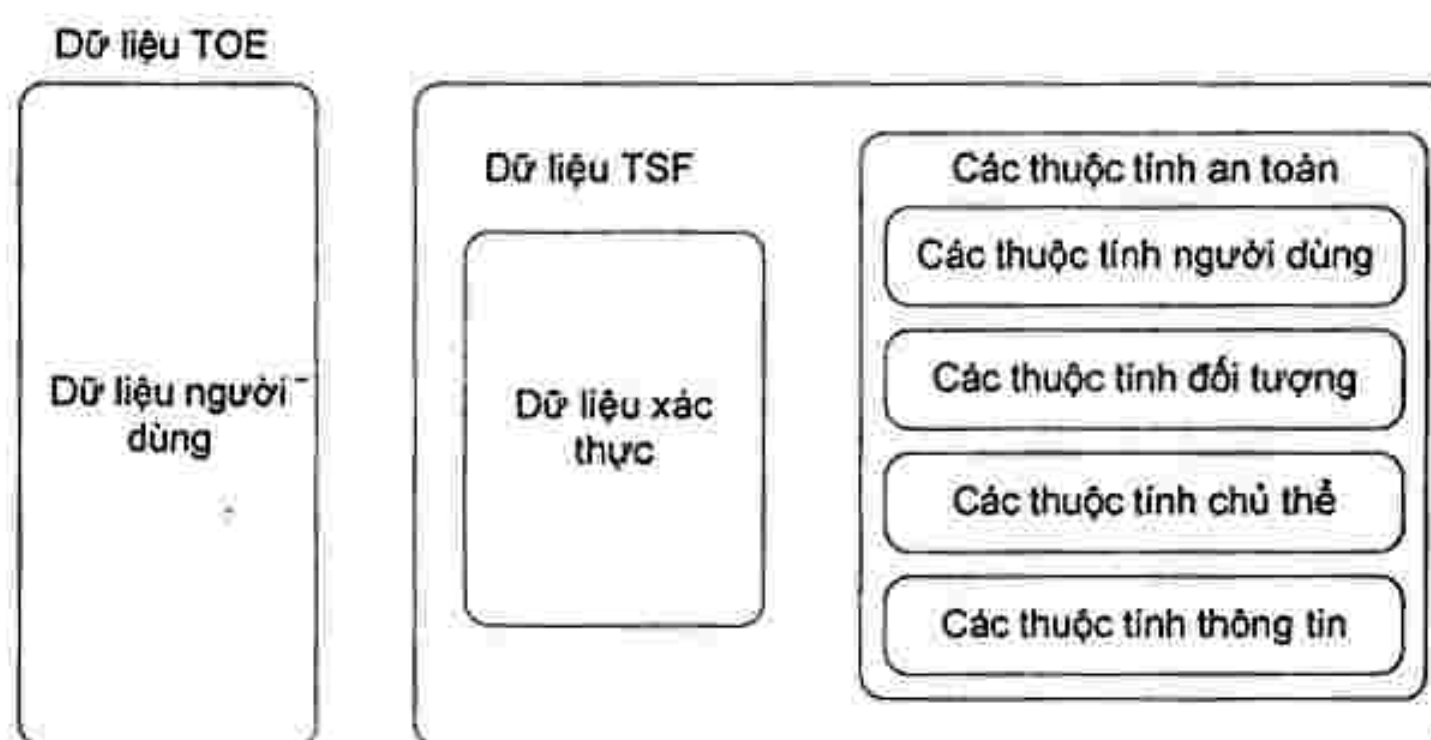 Dữ liệu TOE
Dữ liệu người
dùng
Dữ liệu TSF
Dữ liệu xác
thực
Các thuộc tính an toàn
Các thuộc tính người dùng
Các thuộc tính đối tượng
Các thuộc tính chủ thể
Các thuộc tính thông tin